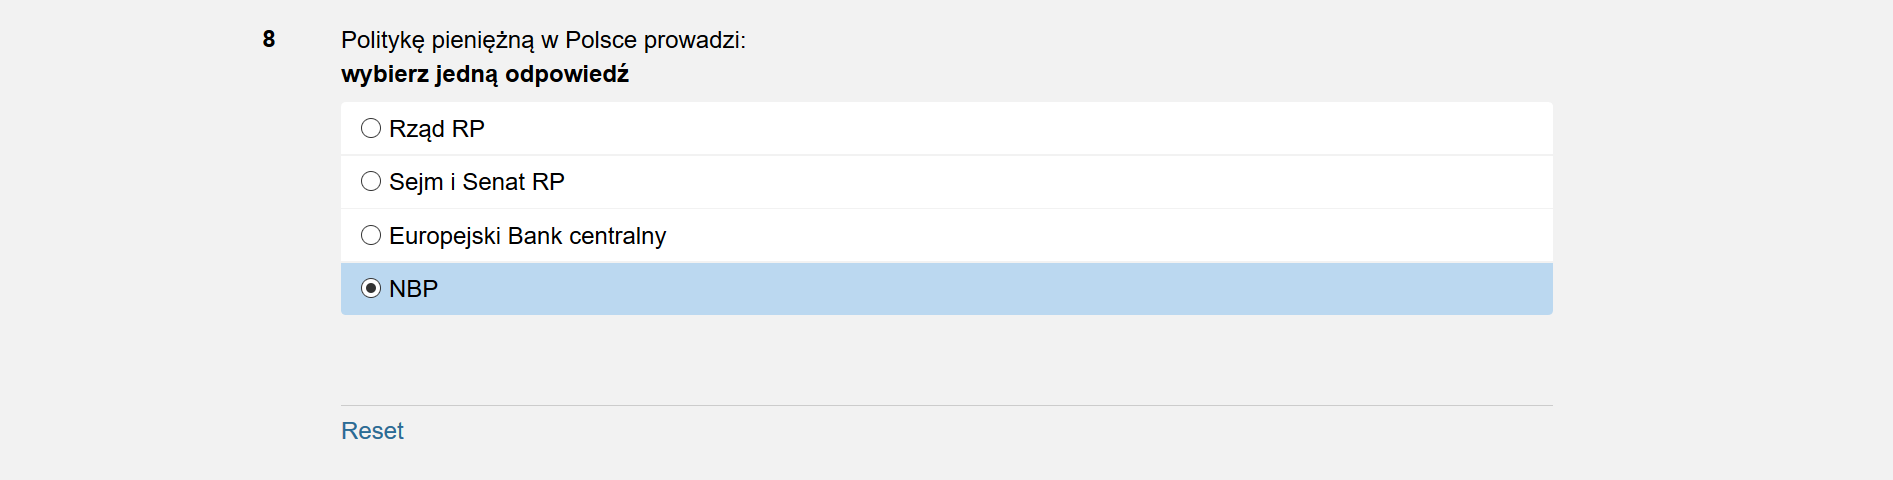 8
Politykę pieniężną w Polsce prowadzi:
wybierz jedną odpowiedź
Rząd RP
Sejm i Senat RP
Europejski Bank centralny
NBP
Reset